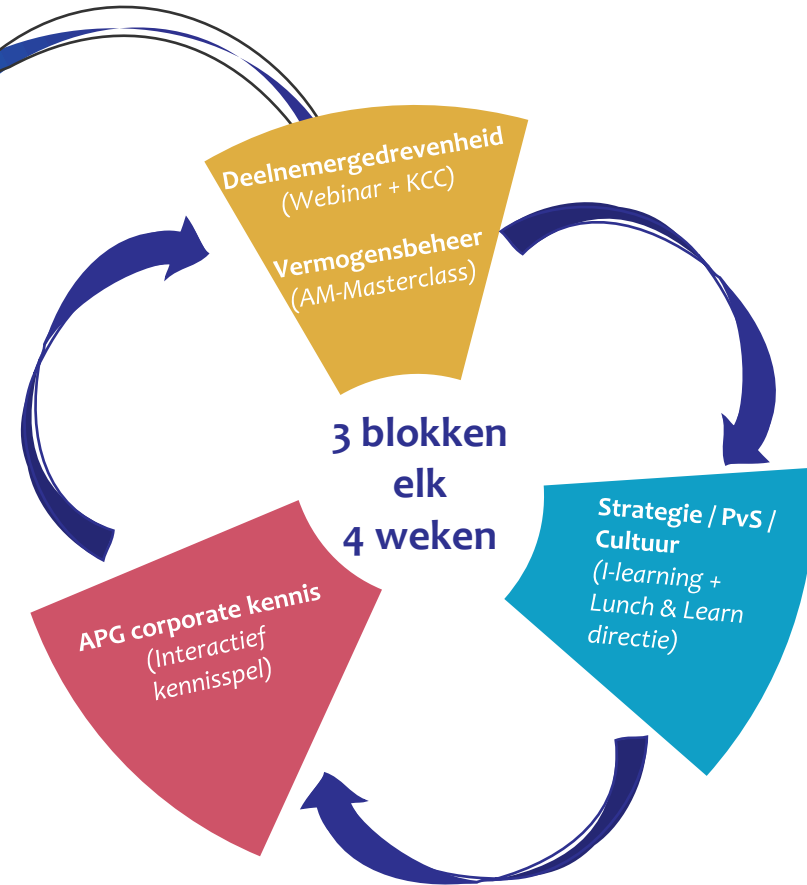 Deelnemergedrevenheid
(Webinar + KCC)
Vermogensbeheer
(AM-Masterclass)
3 blokken
elk
4 weken
Strategie / PvS /
Cultuur
(I-learning +
Lunch & Learn
directie)
APG corporate kennis
(Interactief
kennisspel)